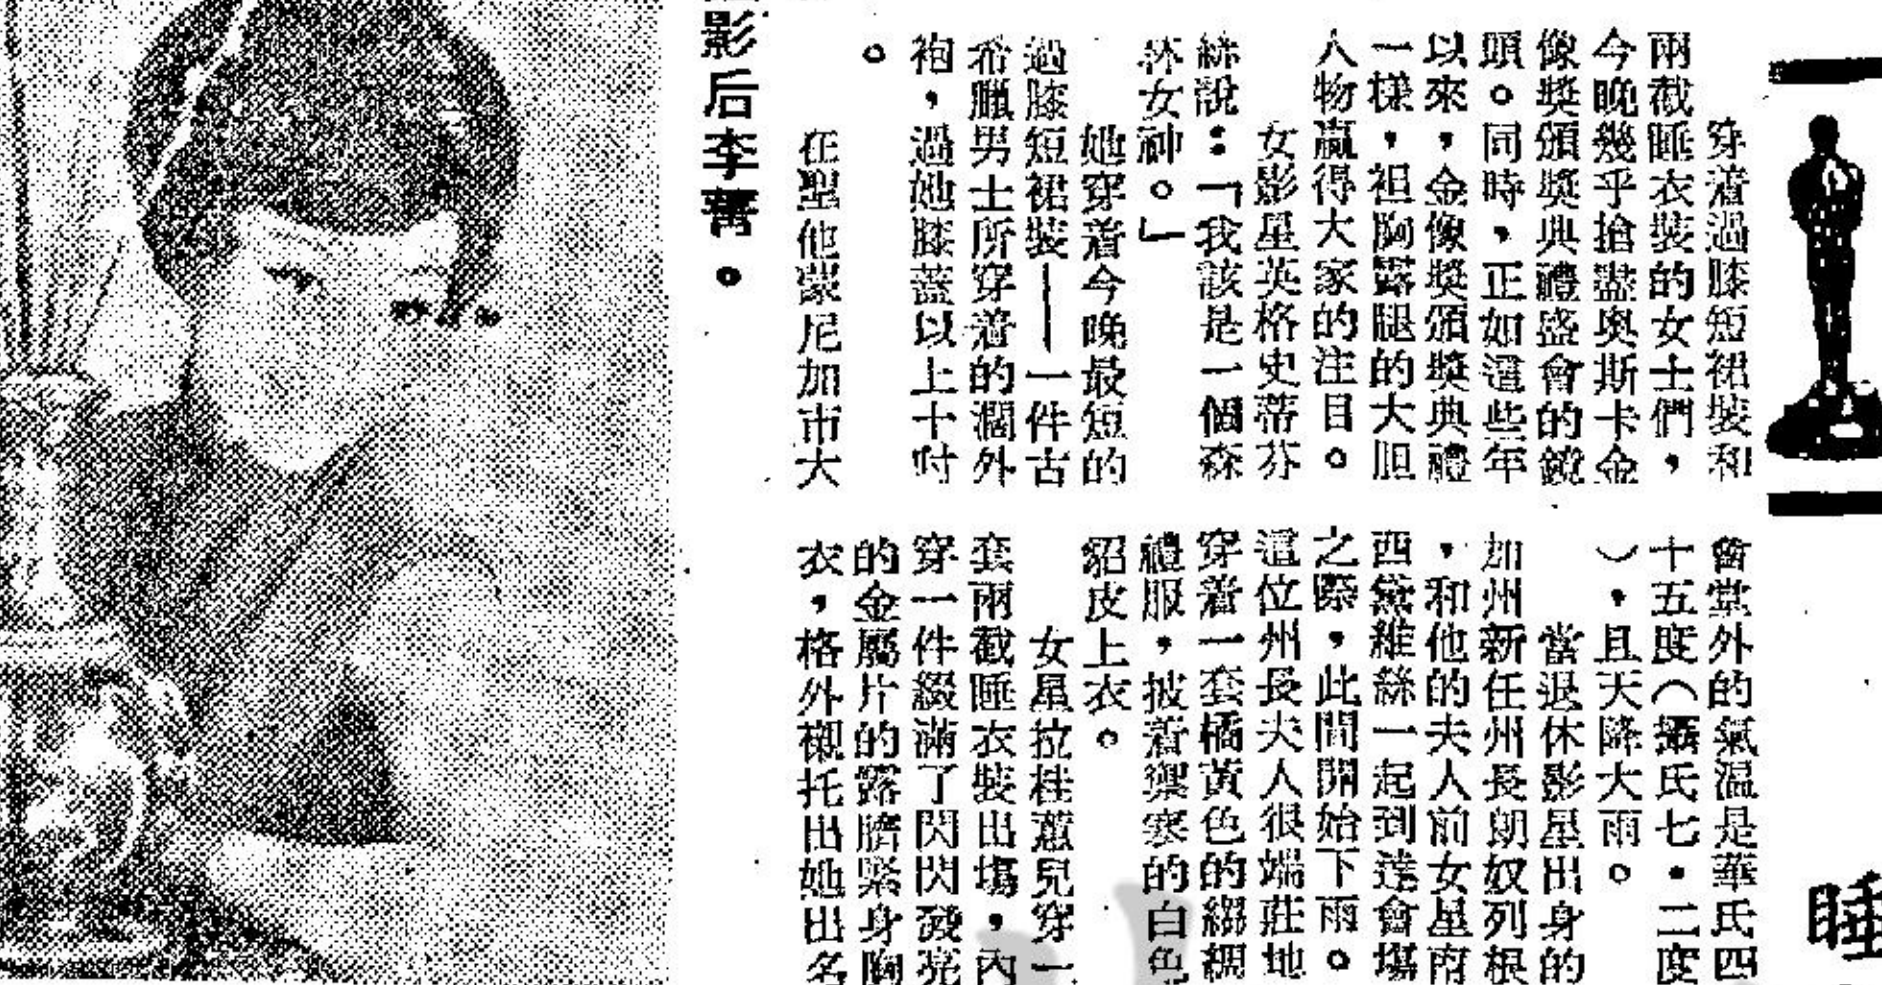 睡
穿着過膝短裙裝和
兩截睡衣裝的女士們，
今晚幾乎搶盡奧斯卡金
像獎頒獎典禮盛會的鏡
頭。同時，正如這些年
以來，金像獎頒獎典禮
一樣，袒胸露腿的大胆
人物贏得大家的注目。
女影星英格史蒂芬
絲說：「我該是一個森
林女神。」
她穿着今晚最短的
過膝短裙裝——一件古
希臘男士所穿着的濶外
袍，過她膝蓋以上十吋
。
在聖他蒙尼加市大
會堂外的氣温是華氏四
十五度（攝氏七・二度
），且天降大雨。
當退休影星出身的
加州新任州長朗奴列根
，和他的夫人前女星南
西黛維絲一起到達會場
之際，此間開始下雨。
這位州長夫人很端莊地
穿着一套橘黃色的綢綢
禮服，披着禦寒的白色
貂皮上衣。
女星拉桂蕙兒穿一
套兩截睡衣裝出場，內
穿一件綴滿了閃閃發亮
的金屬片的露臍緊身胸
衣，格外襯托出她出名
影后李菁。